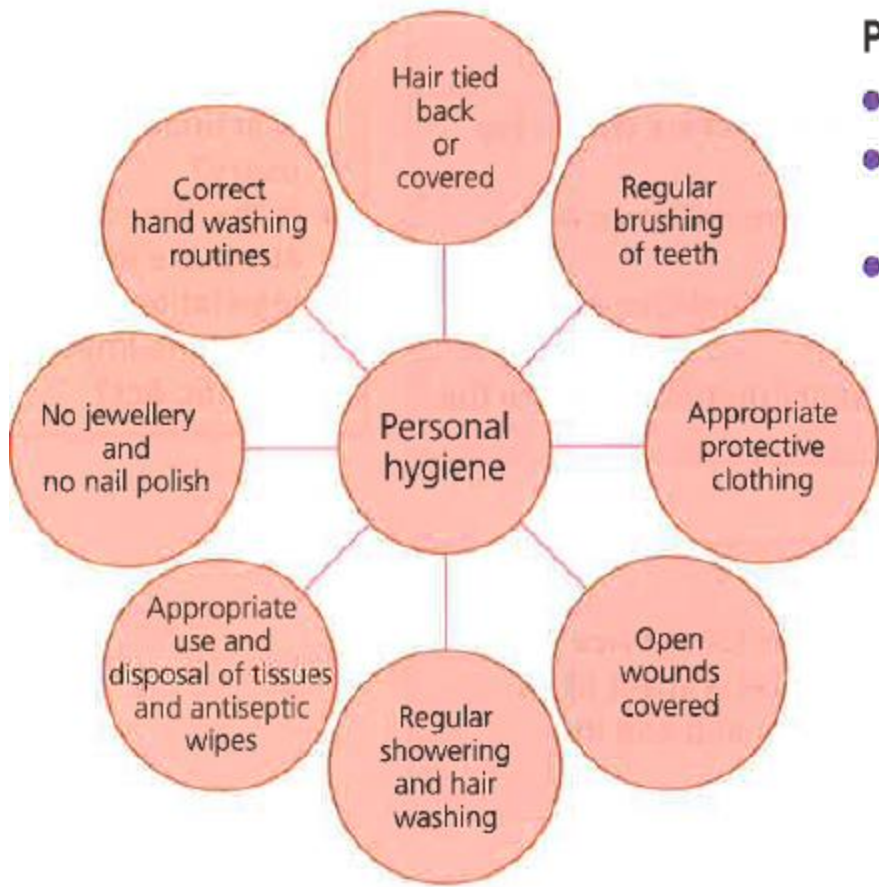 Hair tied
back
or
covered
Regular
brushing
of teeth
Appropriate
protective
clothing
Open
wounds
covered
Regular
showering
and hair
washing
Appropriate
use and
disposal of tissues
and antiseptic
wipes
No jewellery
and
no nail polish
Correct
hand washing
routines
Personal
hygiene
P